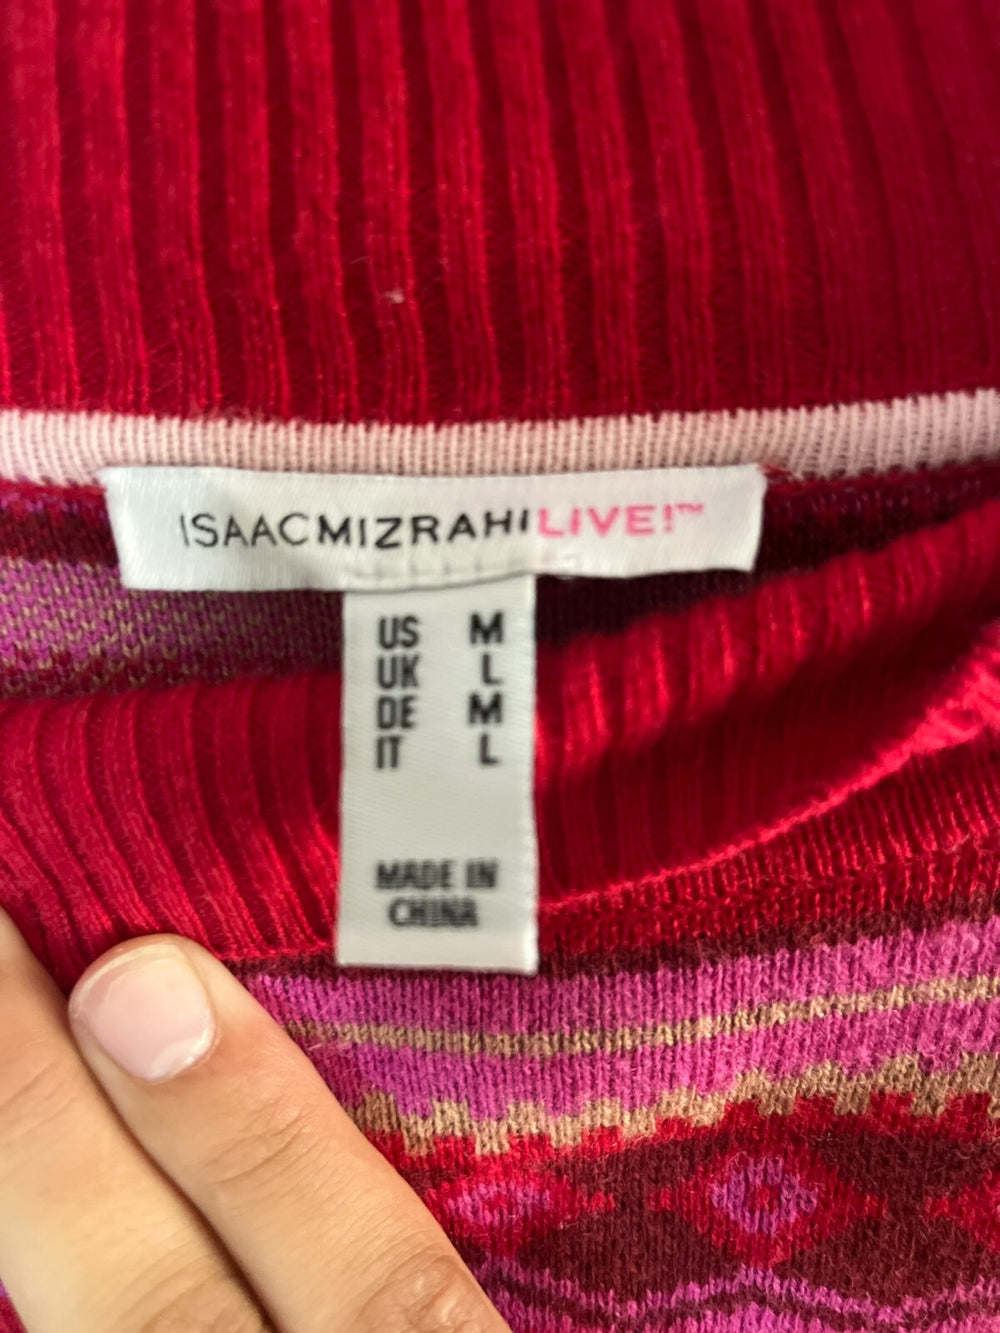 ISAACMIZRAHILIVE!™
US M
UK L
DE M
IT L
MADE IN
CHINA